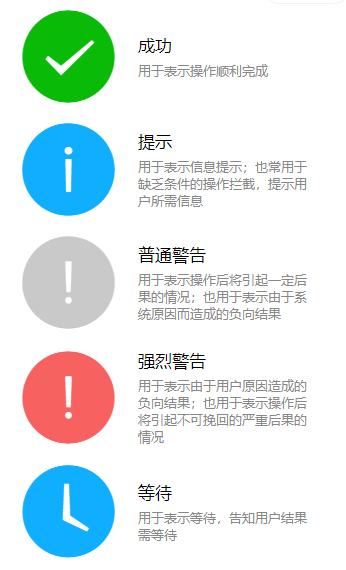 成功
用于表示操作顺利完成
提示
用于表示信息提示；也常用于
缺乏条件的操作拦截，提示用
户所需信息
普通警告
用于表示操作后将引起一定后
果的情况；也用于表示由于系
统原因而造成的负向结果
强烈警告
用于表示由于用户原因造成的
负向结果；也用于表示操作后
将引起不可挽回的严重后果的
情况
等待
用于表示等待，告知用户结果
需等待